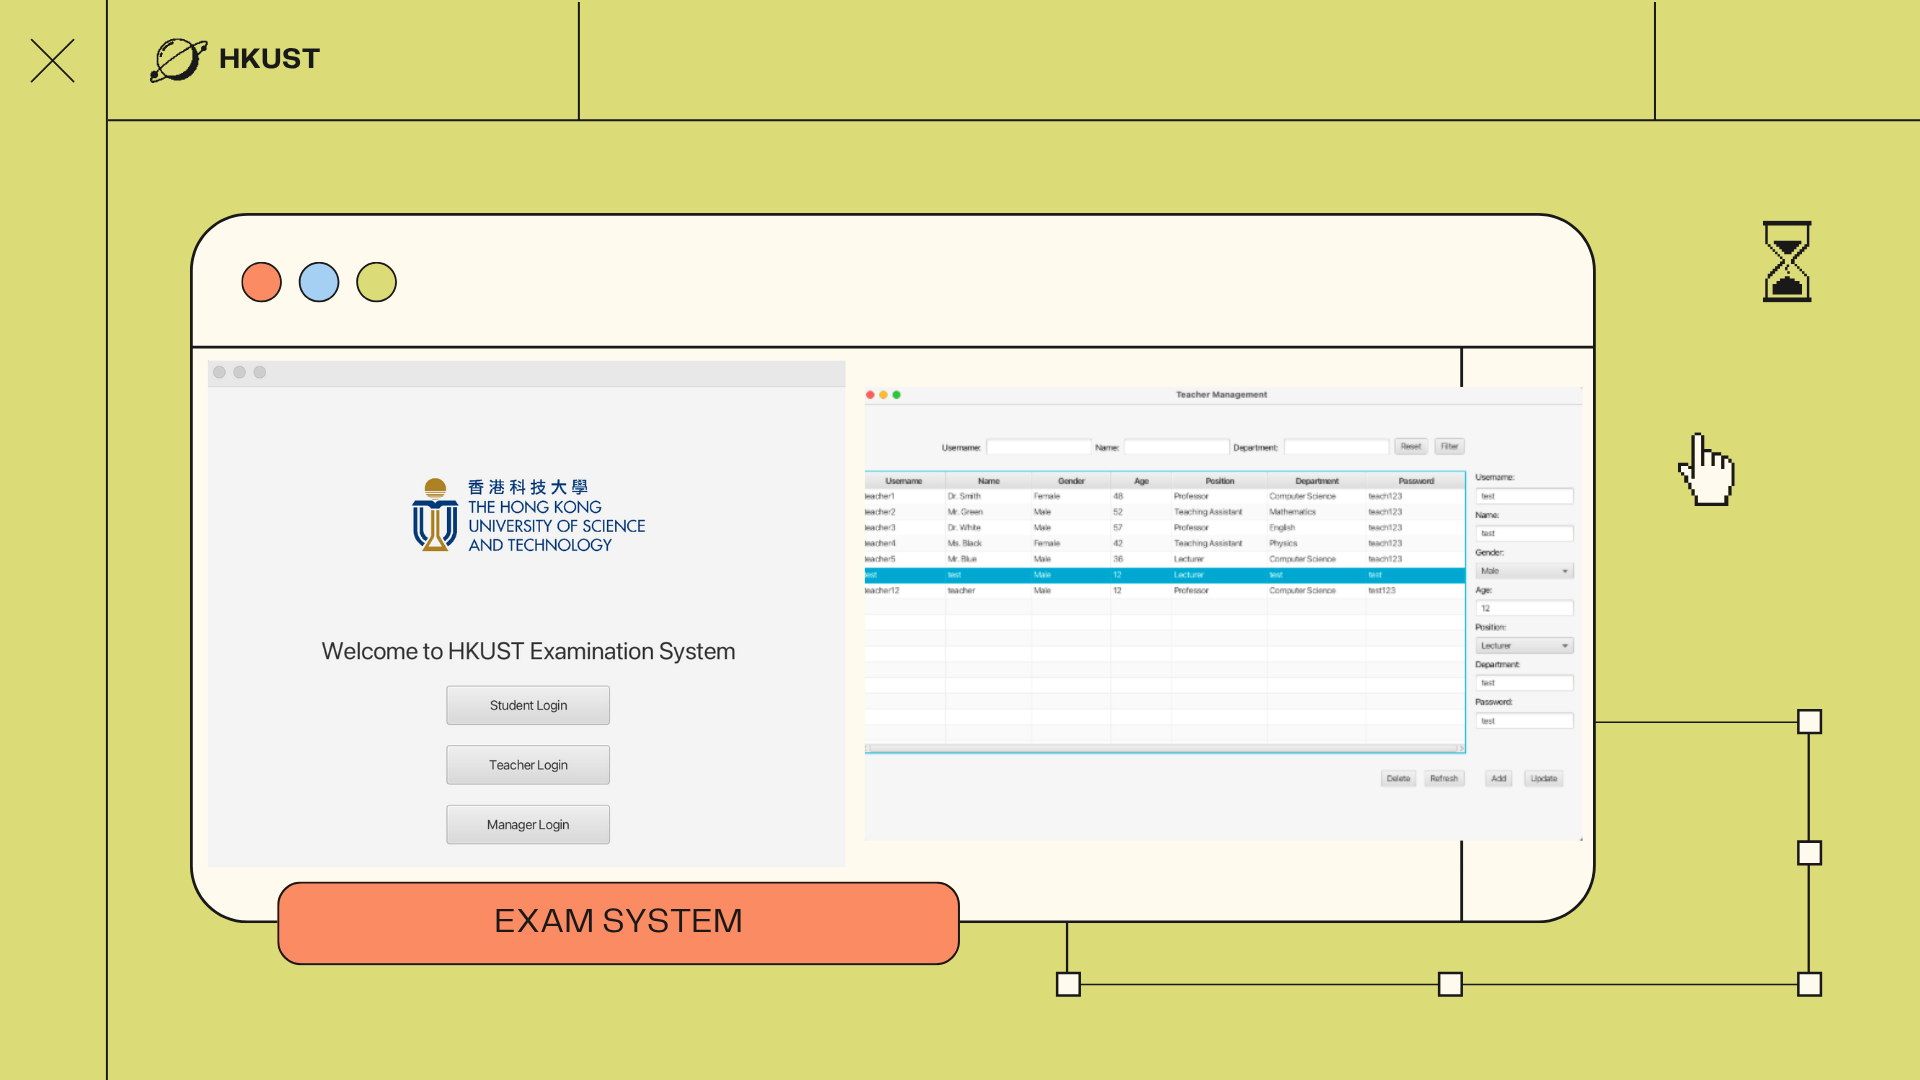 HKUST
香港科技大學
THE HONG KONG
UNIVERSITY OF SCIENCE
AND TECHNOLOGY
Welcome to HKUST Examination System
Student Login
Teacher Login
Manager Login
Teacher Management
Username: Name: Department: Reset Filter
Username Name Gender Age Position Department Password
teacher1 Dr. Smith Female 48 Professor Computer Science teach123
teacher2 Mr. Green Male 52 Teaching Assistant Mathematics teach123
teacher3 Dr. White Male 57 Professor English teach123
teacher4 Ms. Black Female 42 Teaching Assistant Physics teach123
teacher5 Mr. Blue Male 36 Lecturer Computer Science teach123
test test Male 12 Lecturer test test
teacher12 teacher Male 12 Professor Computer Science test123
Username:
test
Name:
test
Gender:
Male
Age:
12
Position:
Lecturer
Department:
test
Password:
test
Delete Refresh Add Update
EXAM SYSTEM